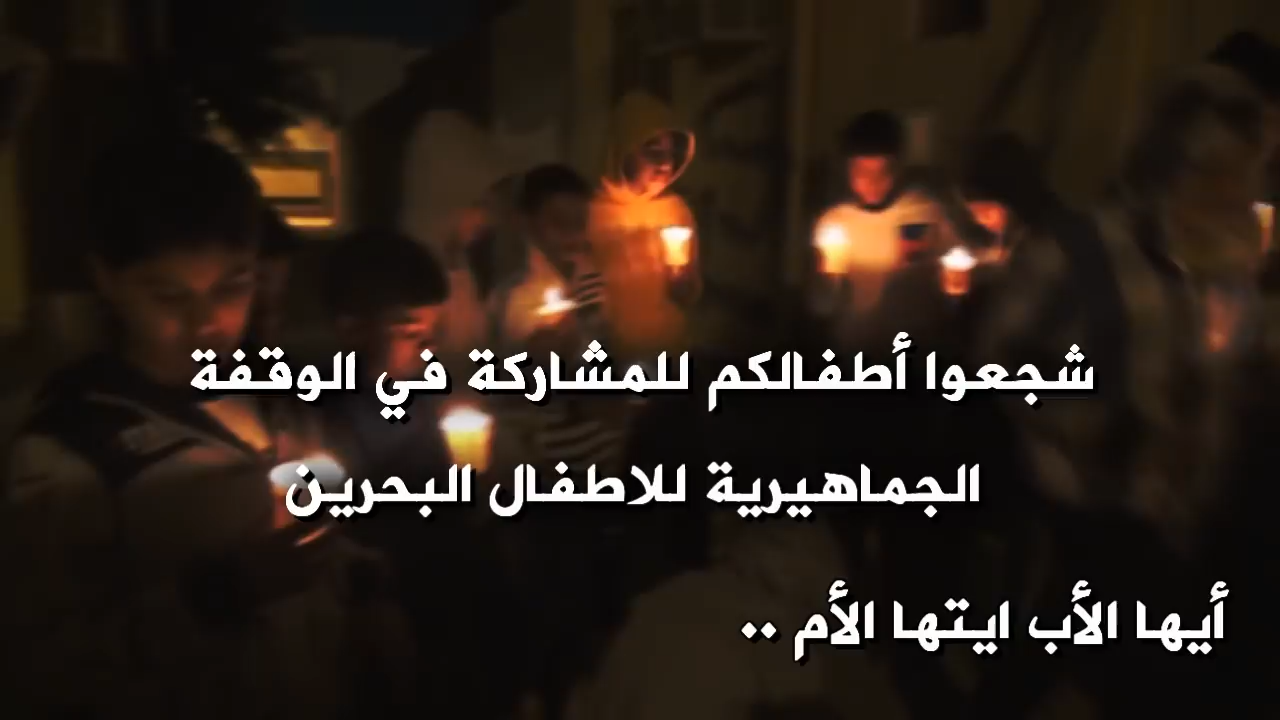 شجعوا أطفالكم للمشاركة في الوقفة
الجماهيرية للاطفال البحرين
أيها الأب ايتها الأم ..